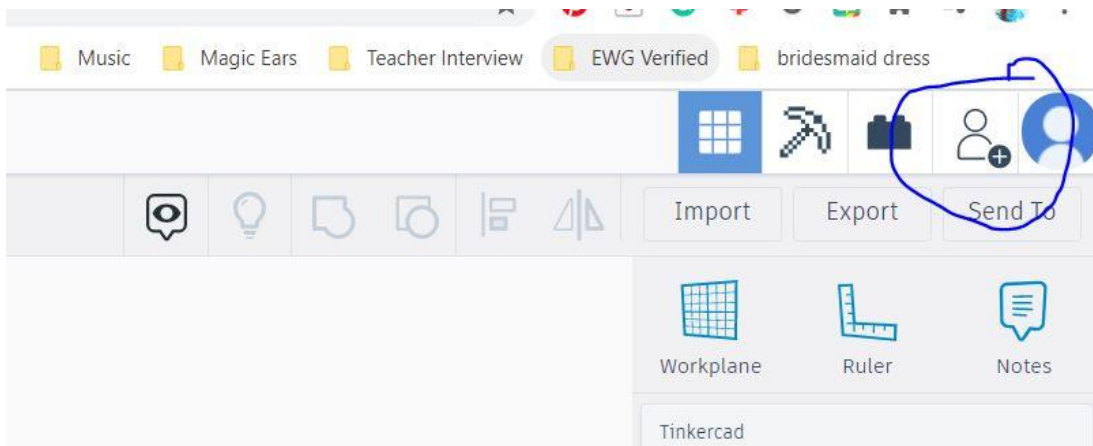 Music Magic Ears Teacher Interview EWG Verified bridesmaid dress
Import Export Send To
Workplane Ruler Notes
Tinkercad